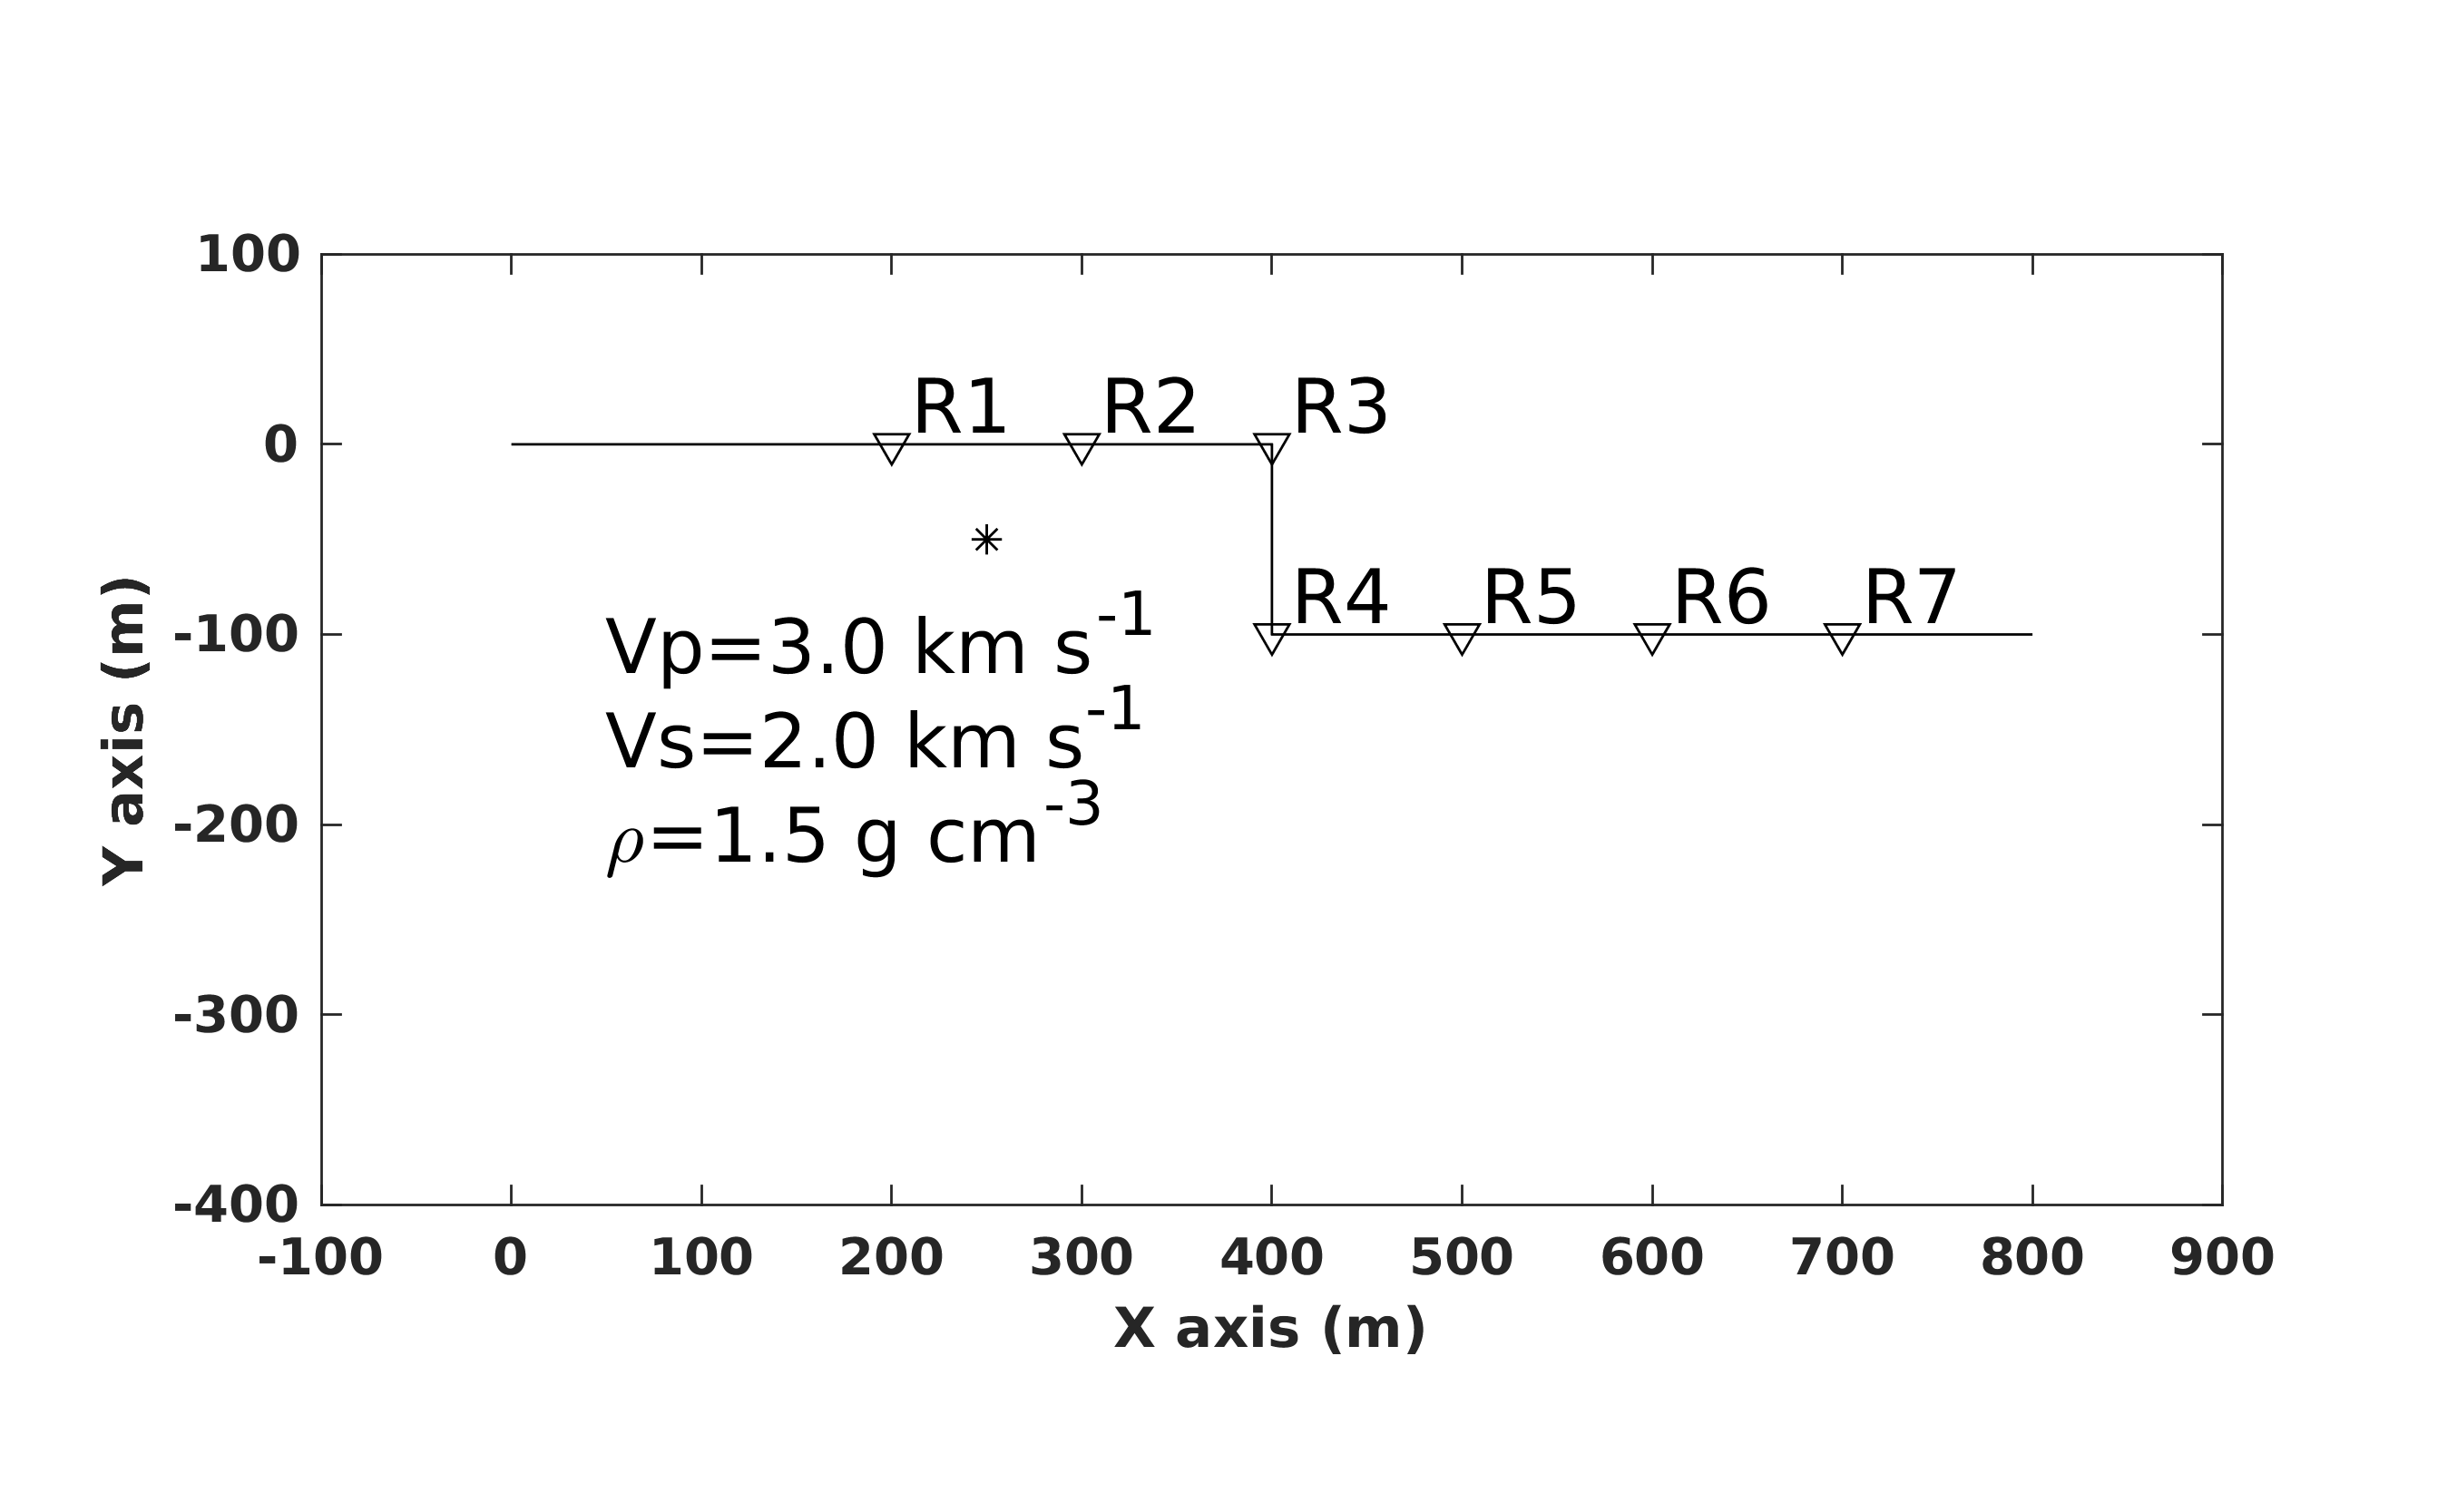 100
R1 R2 R3
0
R4 R5 R6 R7
-100
Vp=3.0 km s-1
Vs=2.0 km s-1
-200
ρ=1.5 g cm-3
-300
-400
-100 0 100 200 300 400 500 600 700 800 900
X axis (m)
Y axis (m)